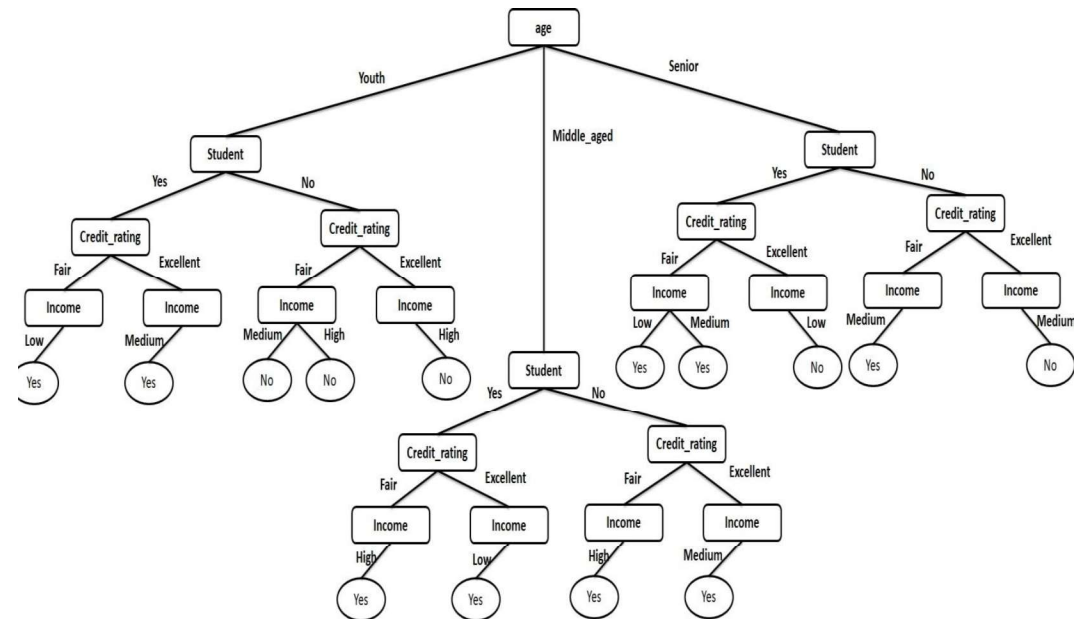 age
Youth
Senior
Middle_aged
Student
Yes
No
Credit_rating
Fair
Excellent
Income
Low
Yes
Income
Medium
Yes
Credit_rating
Fair
Excellent
Income
Medium
High
No
No
Income
High
No
Student
Yes
No
Credit_rating
Fair
Excellent
Income
High
Yes
Income
Low
Yes
Credit_rating
Fair
Excellent
Income
High
Yes
Income
Medium
Yes
Student
Yes
No
Credit_rating
Fair
Excellent
Income
Low
Medium
Yes
Yes
Income
Low
No
Credit_rating
Fair
Excellent
Income
Medium
Yes
Income
Medium
No